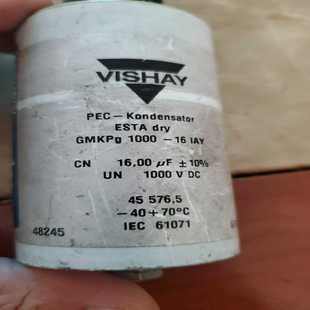 VISHAY
PEC – Kondensator
ESTA dry
GMKPg 1000 – 16 IAY
CN 16,00 µF ± 10%
UN 1000 V DC
45 576,5
– 40 + 70°C
48245 IEC 61071